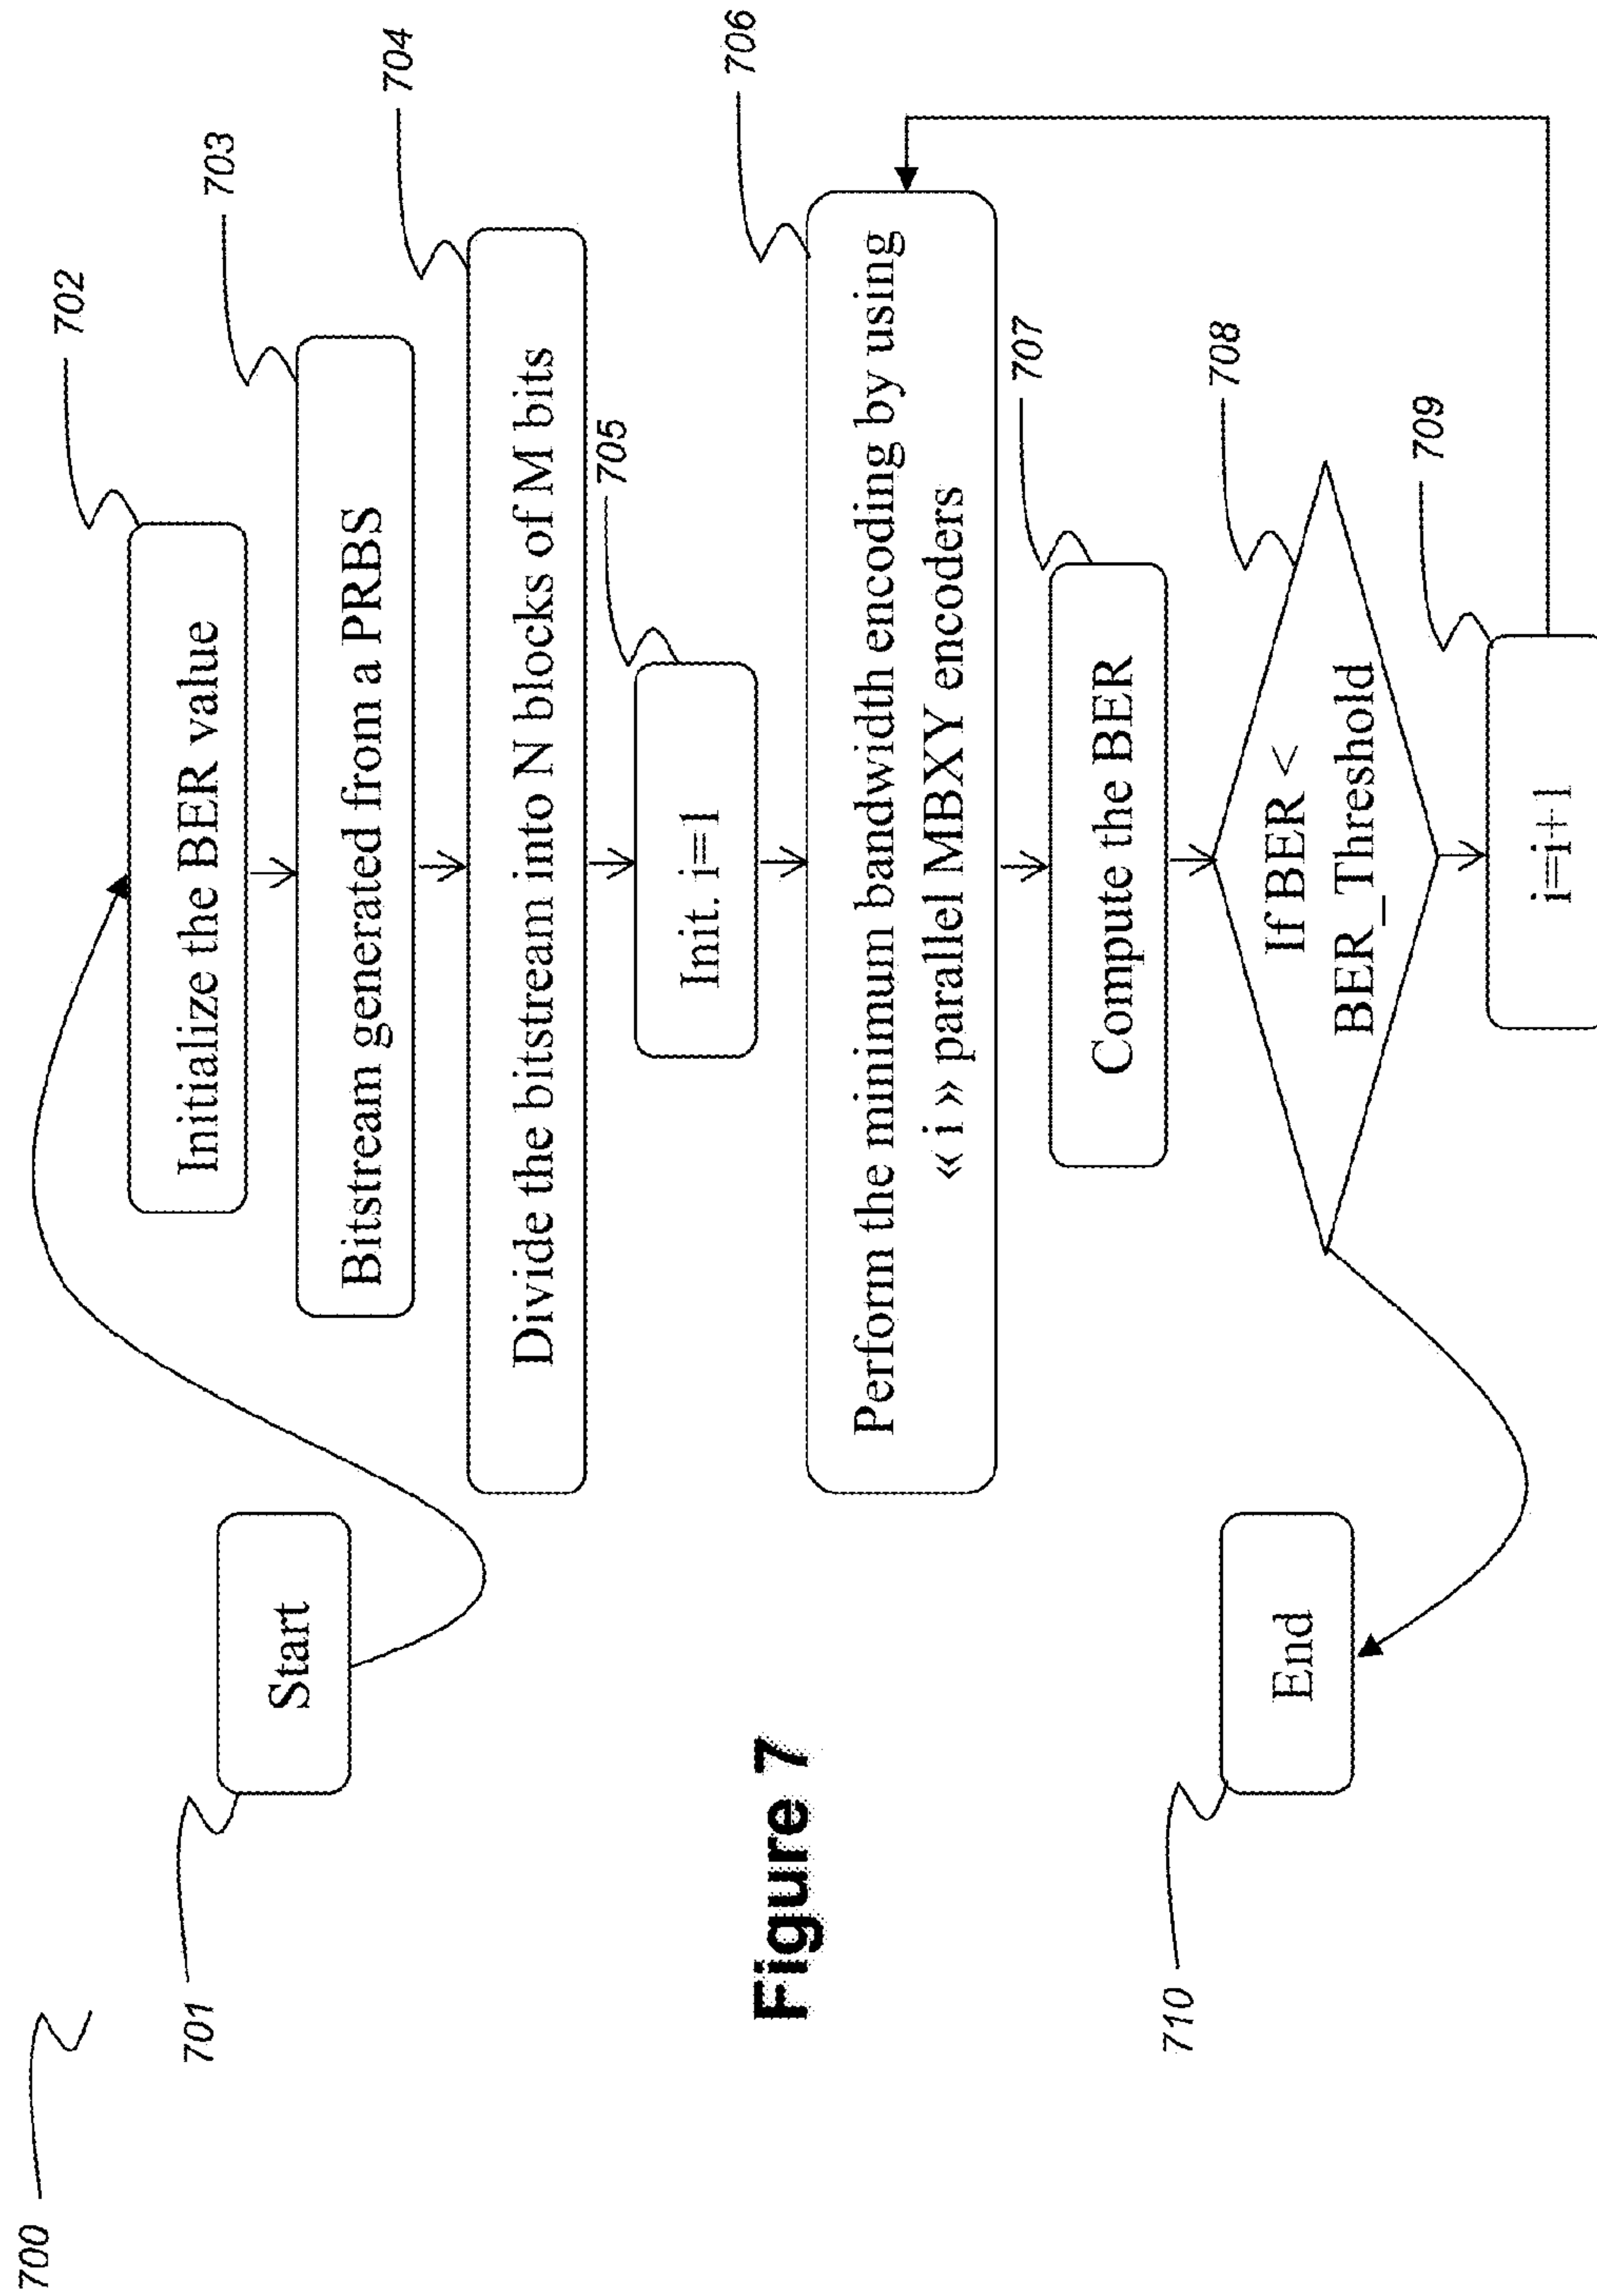 700
701
Start
702
Initialize the BER value
703
Bitstream generated from a PRBS
704
Divide the bitstream into N blocks of M bits
705
Init. i=1
706
Perform the minimum bandwidth encoding by using
« i » parallel MBXY encoders
707
Compute the BER
708
If BER <
BER_Threshold
709
i=i+1
710
End
Figure 7